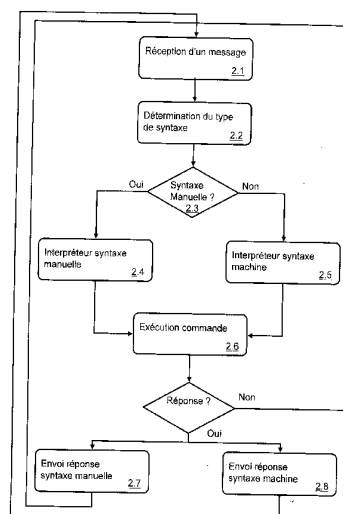 Réception d'un message
2.1
Détermination du type
de syntaxe
2.2
Oui
Syntaxe
Manuelle ?
2.3
Non
Interpréteur syntaxe
manuelle
2.4
Interpréteur syntaxe
machine
2.5
Exécution commande
2.6
Réponse ?
Non
Oui
Envoi réponse
syntaxe manuelle
2.7
Envoi réponse
syntaxe machine
2.8